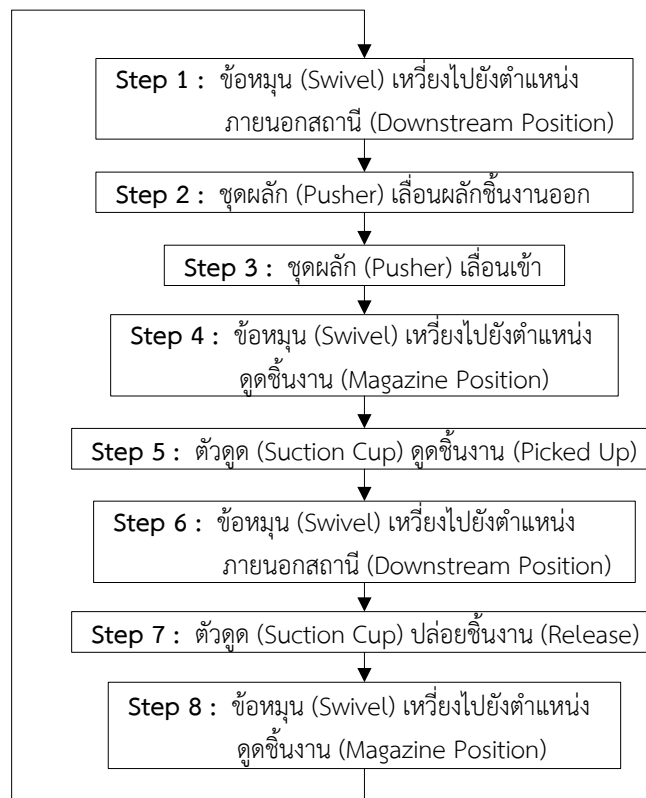 Step 1 : ข้อหมุน (Swivel) เหวี่ยงไปยังตำแหน่ง
ภายนอกสถานี (Downstream Position)
Step 2 : ชุดผลัก (Pusher) เลื่อนผลักชิ้นงานออก
Step 3 : ชุดผลัก (Pusher) เลื่อนเข้า
Step 4 : ข้อหมุน (Swivel) เหวี่ยงไปยังตำแหน่ง
ดูดชิ้นงาน (Magazine Position)
Step 5 : ตัวดูด (Suction Cup) ดูดชิ้นงาน (Picked Up)
Step 6 : ข้อหมุน (Swivel) เหวี่ยงไปยังตำแหน่ง
ภายนอกสถานี (Downstream Position)
Step 7 : ตัวดูด (Suction Cup) ปล่อยชิ้นงาน (Release)
Step 8 : ข้อหมุน (Swivel) เหวี่ยงไปยังตำแหน่ง
ดูดชิ้นงาน (Magazine Position)